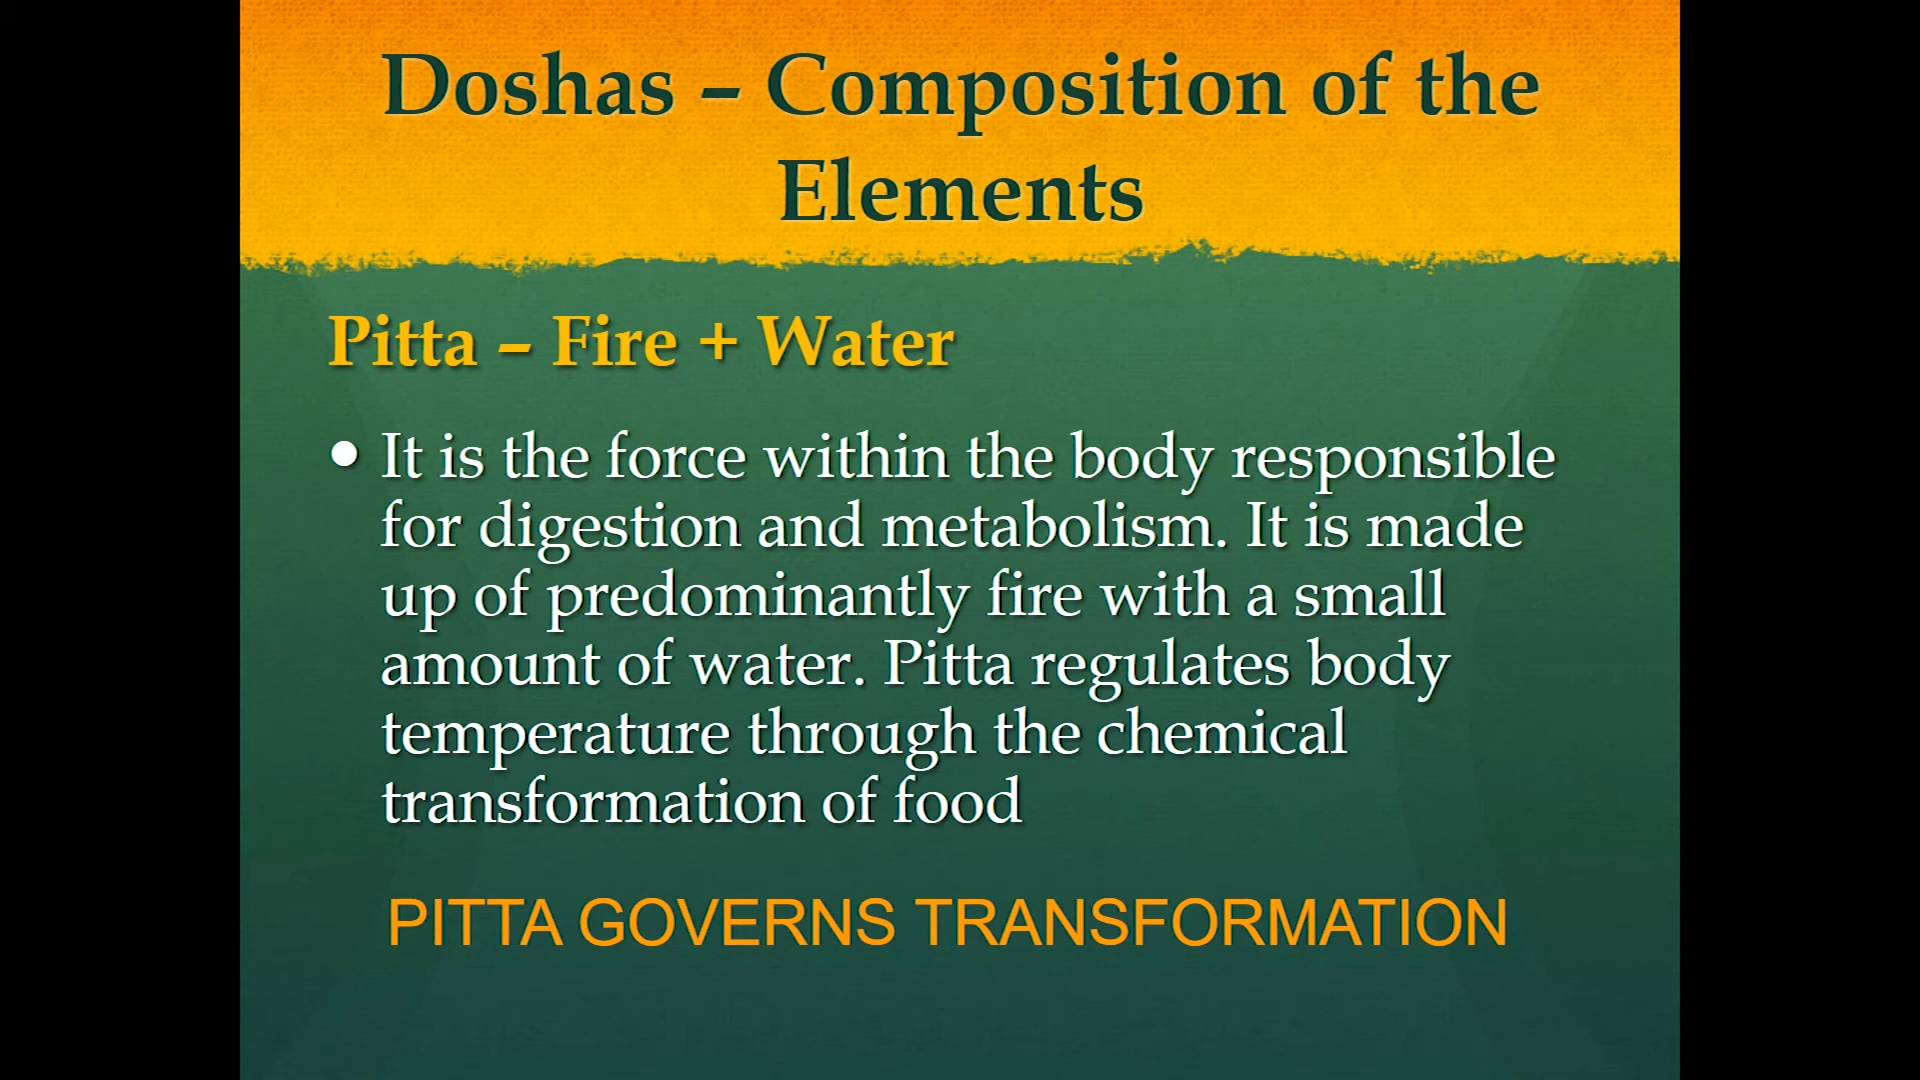 Doshas – Composition of the
Elements
Pitta – Fire + Water
• It is the force within the body responsible
for digestion and metabolism. It is made
up of predominantly fire with a small
amount of water. Pitta regulates body
temperature through the chemical
transformation of food
PITTA GOVERNS TRANSFORMATION